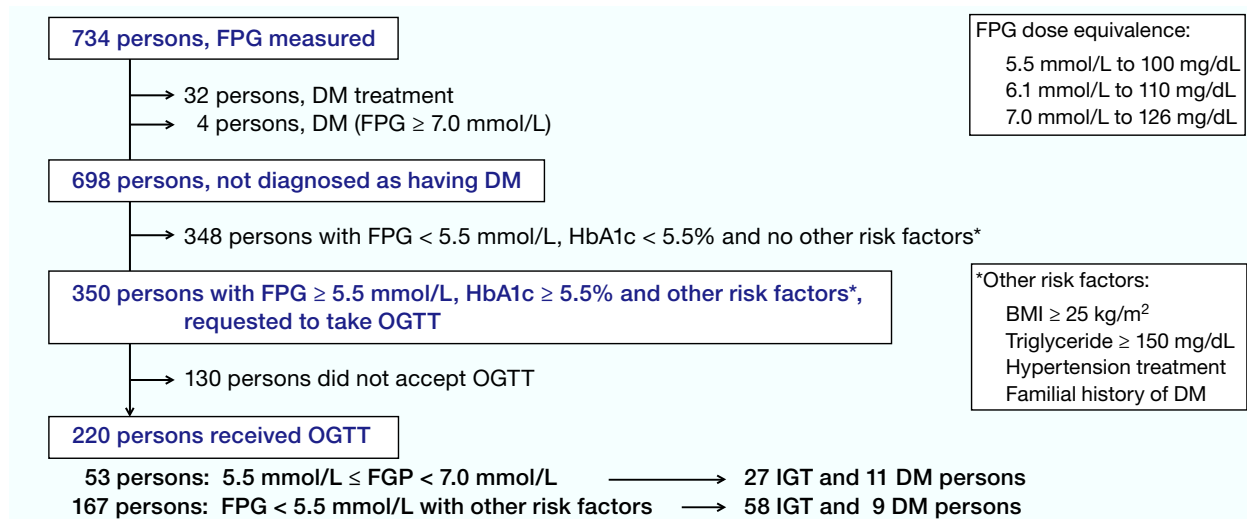 734 persons, FPG measured
32 persons, DM treatment
4 persons, DM (FPG ≥ 7.0 mmol/L)
698 persons, not diagnosed as having DM
348 persons with FPG < 5.5 mmol/L, HbA1c < 5.5% and no other risk factors*
350 persons with FPG ≥ 5.5 mmol/L, HbA1c ≥ 5.5% and other risk factors*,
requested to take OGTT
130 persons did not accept OGTT
220 persons received OGTT
53 persons: 5.5 mmol/L ≤ FGP < 7.0 mmol/L → 27 IGT and 11 DM persons
167 persons: FPG < 5.5 mmol/L with other risk factors → 58 IGT and 9 DM persons
FPG dose equivalence:
5.5 mmol/L to 100 mg/dL
6.1 mmol/L to 110 mg/dL
7.0 mmol/L to 126 mg/dL
*Other risk factors:
BMI ≥ 25 kg/m²
Triglyceride ≥ 150 mg/dL
Hypertension treatment
Familial history of DM